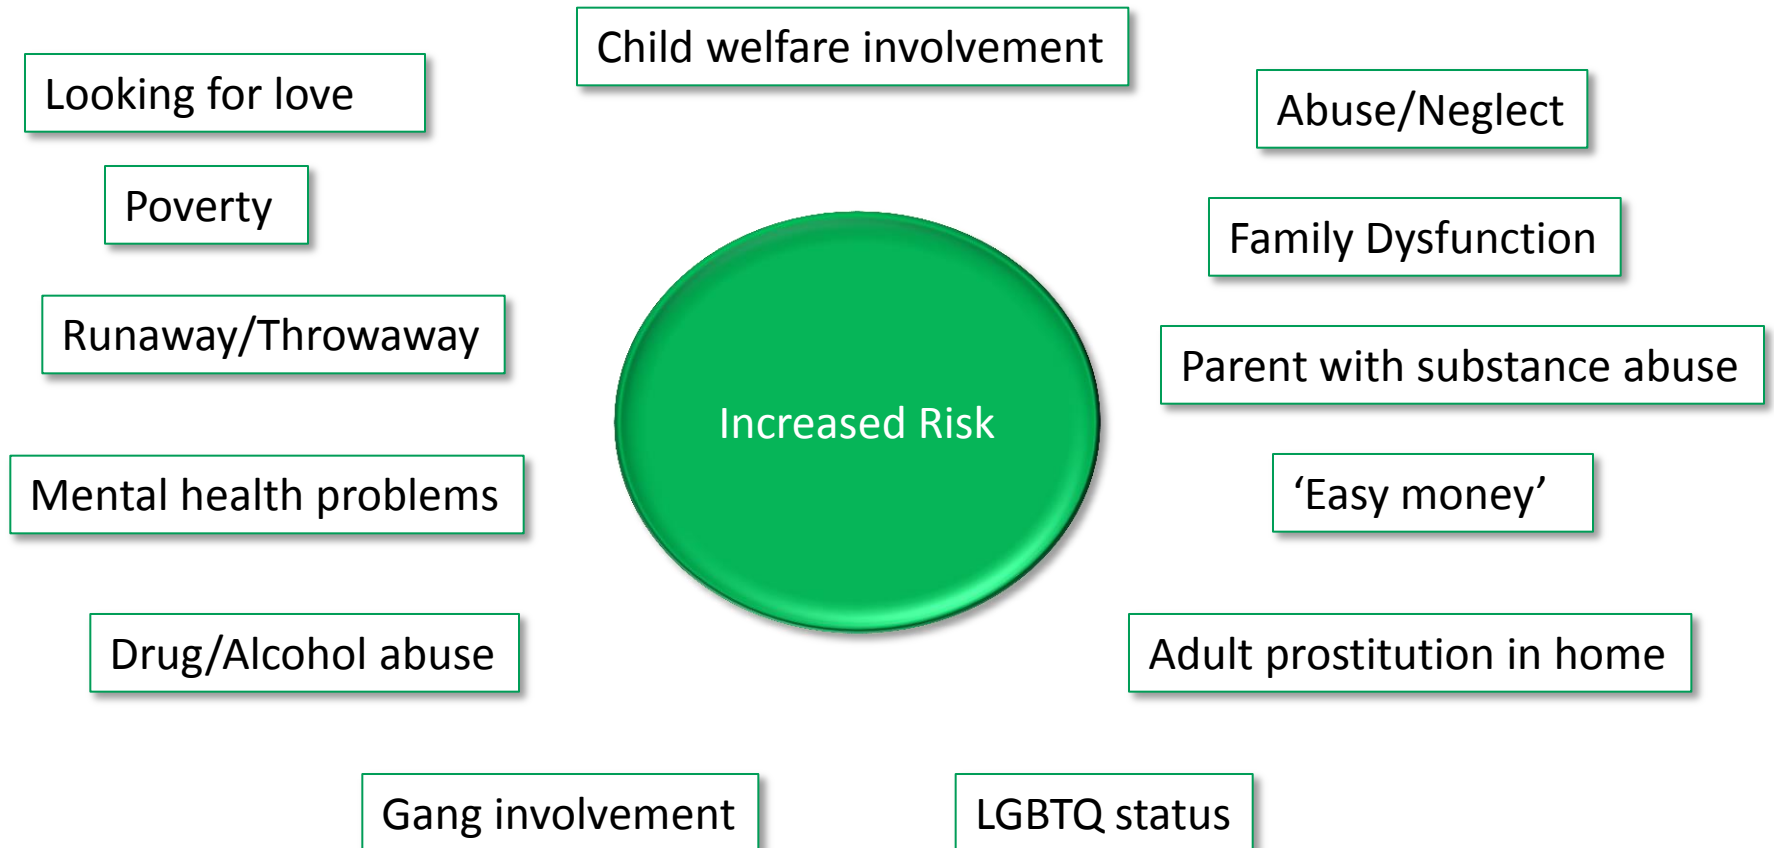 Child welfare involvement
Looking for love
Abuse/Neglect
Poverty
Family Dysfunction
Runaway/Throwaway
Parent with substance abuse
Increased Risk
Mental health problems
‘Easy money’
Drug/Alcohol abuse
Adult prostitution in home
Gang involvement
LGBTQ status